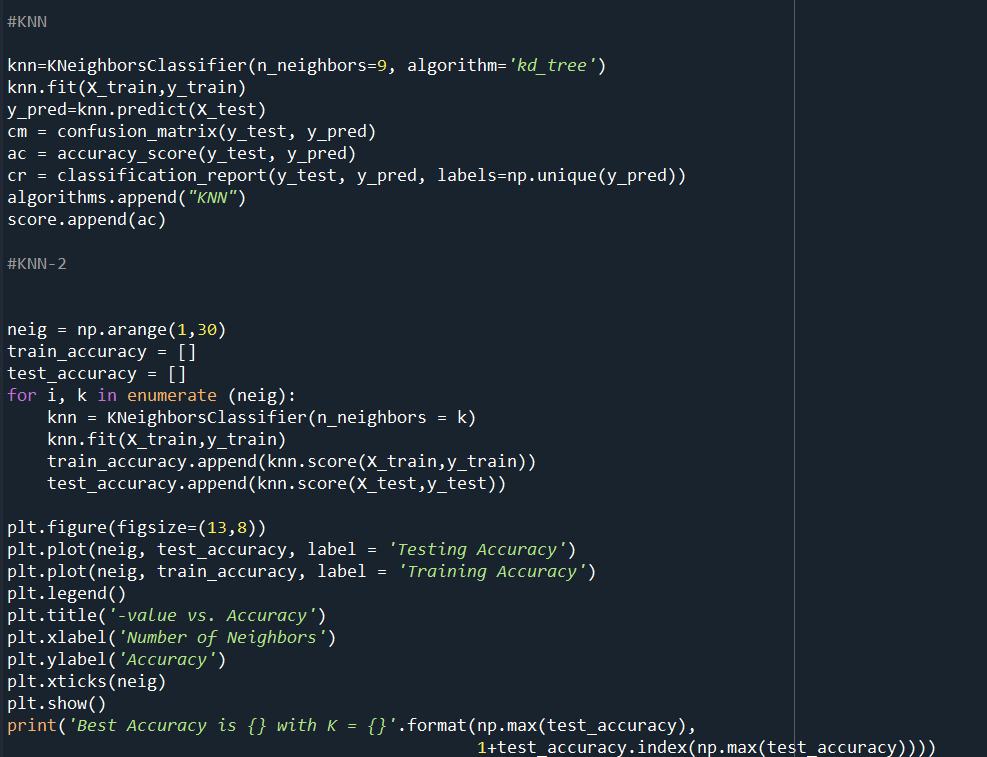 #KNN
knn=KNeighborsClassifier(n_neighbors=9, algorithm='kd_tree')
knn.fit(X_train,y_train)
y_pred=knn.predict(X_test)
cm = confusion_matrix(y_test, y_pred)
ac = accuracy_score(y_test, y_pred)
cr = classification_report(y_test, y_pred, labels=np.unique(y_pred))
algorithms.append("KNN")
score.append(ac)
#KNN-2
neig = np.arange(1,30)
train_accuracy = []
test_accuracy = []
for i, k in enumerate (neig):
    knn = KNeighborsClassifier(n_neighbors = k)
    knn.fit(X_train,y_train)
    train_accuracy.append(knn.score(X_train,y_train))
    test_accuracy.append(knn.score(X_test,y_test))
plt.figure(figsize=(13,8))
plt.plot(neig, test_accuracy, label = 'Testing Accuracy')
plt.plot(neig, train_accuracy, label = 'Training Accuracy')
plt.legend()
plt.title('-value vs. Accuracy')
plt.xlabel('Number of Neighbors')
plt.ylabel('Accuracy')
plt.xticks(neig)
plt.show()
print('Best Accuracy is {} with K = {}'.format(np.max(test_accuracy),
                                               1+test_accuracy.index(np.max(test_accuracy))))